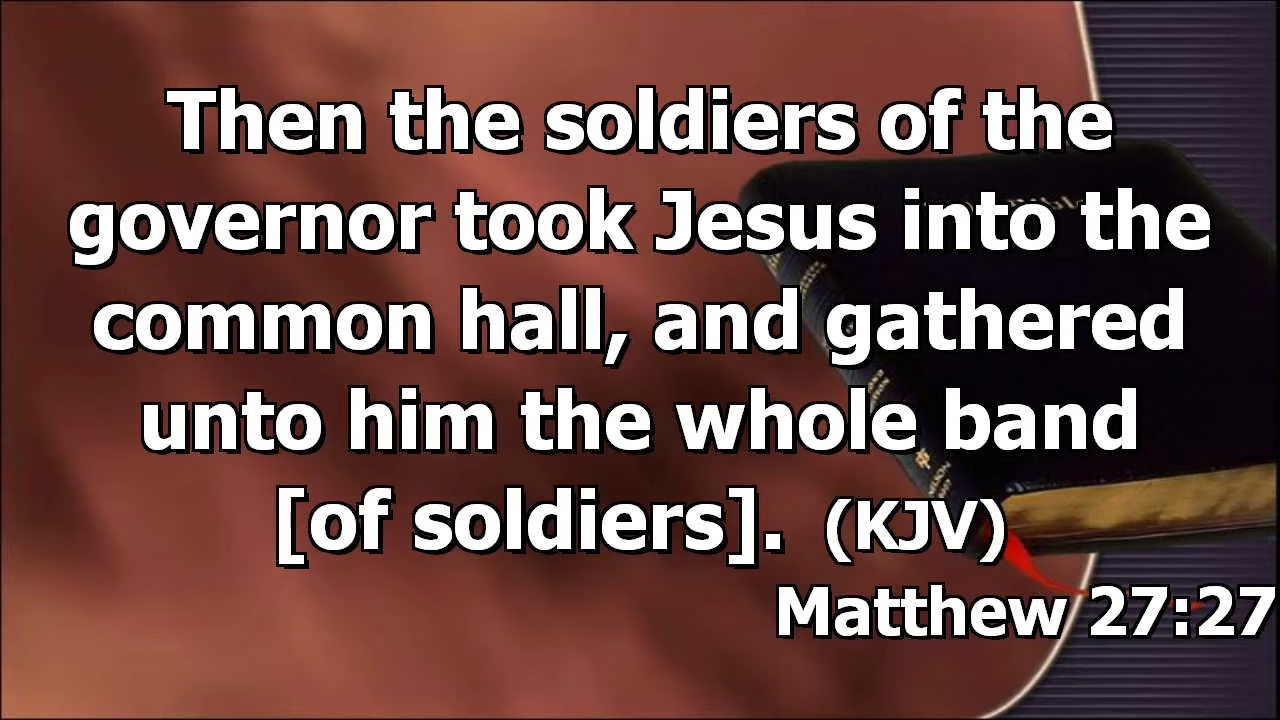 Then the soldiers of the
governor took Jesus into the
common hall, and gathered
unto him the whole band
[of soldiers]. (KJV)
Matthew 27:27